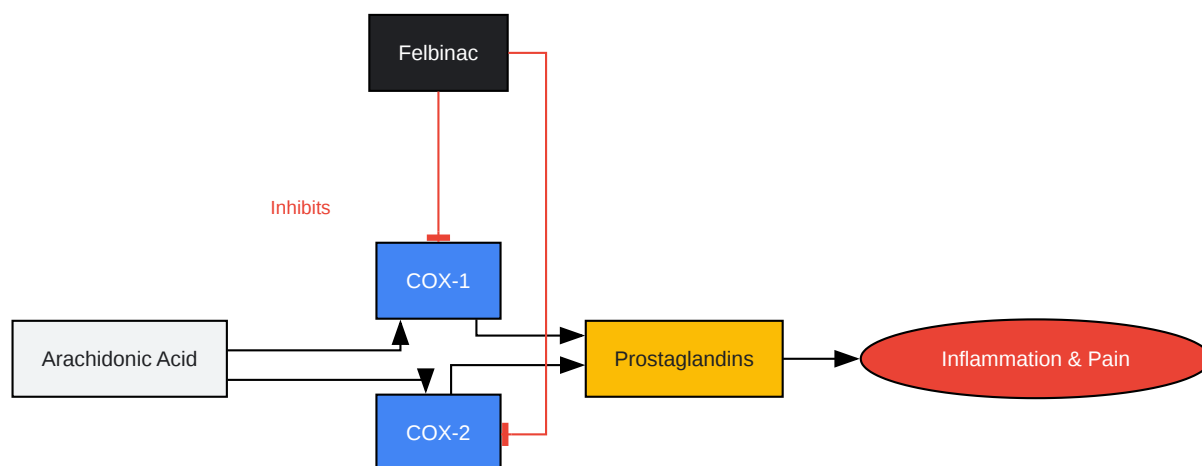 Felbinac
Inhibits
COX-1
Arachidonic Acid
Prostaglandins
Inflammation & Pain
COX-2